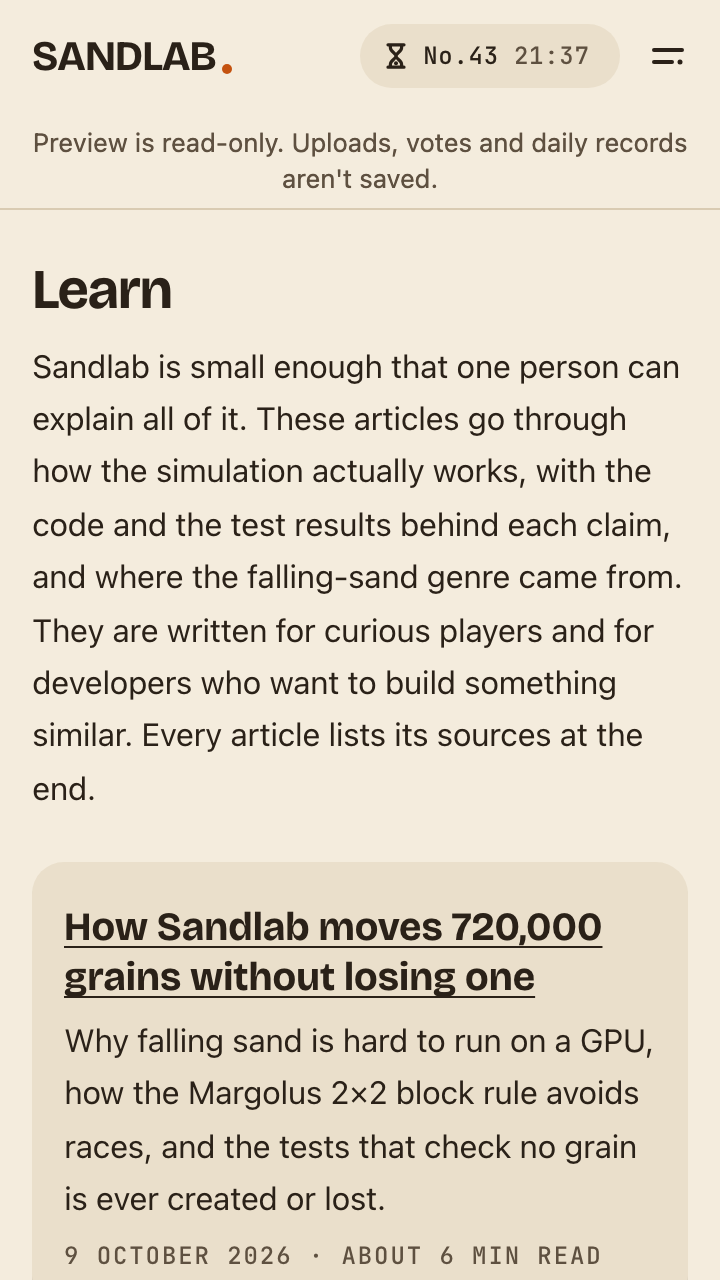 SANDLAB.
No.43 21:37
Preview is read-only. Uploads, votes and daily records
aren't saved.
Learn
Sandlab is small enough that one person can
explain all of it. These articles go through
how the simulation actually works, with the
code and the test results behind each claim,
and where the falling-sand genre came from.
They are written for curious players and for
developers who want to build something
similar. Every article lists its sources at the
end.
How Sandlab moves 720,000
grains without losing one
Why falling sand is hard to run on a GPU,
how the Margolus 2×2 block rule avoids
races, and the tests that check no grain
is ever created or lost.
9 OCTOBER 2026 · ABOUT 6 MIN READ